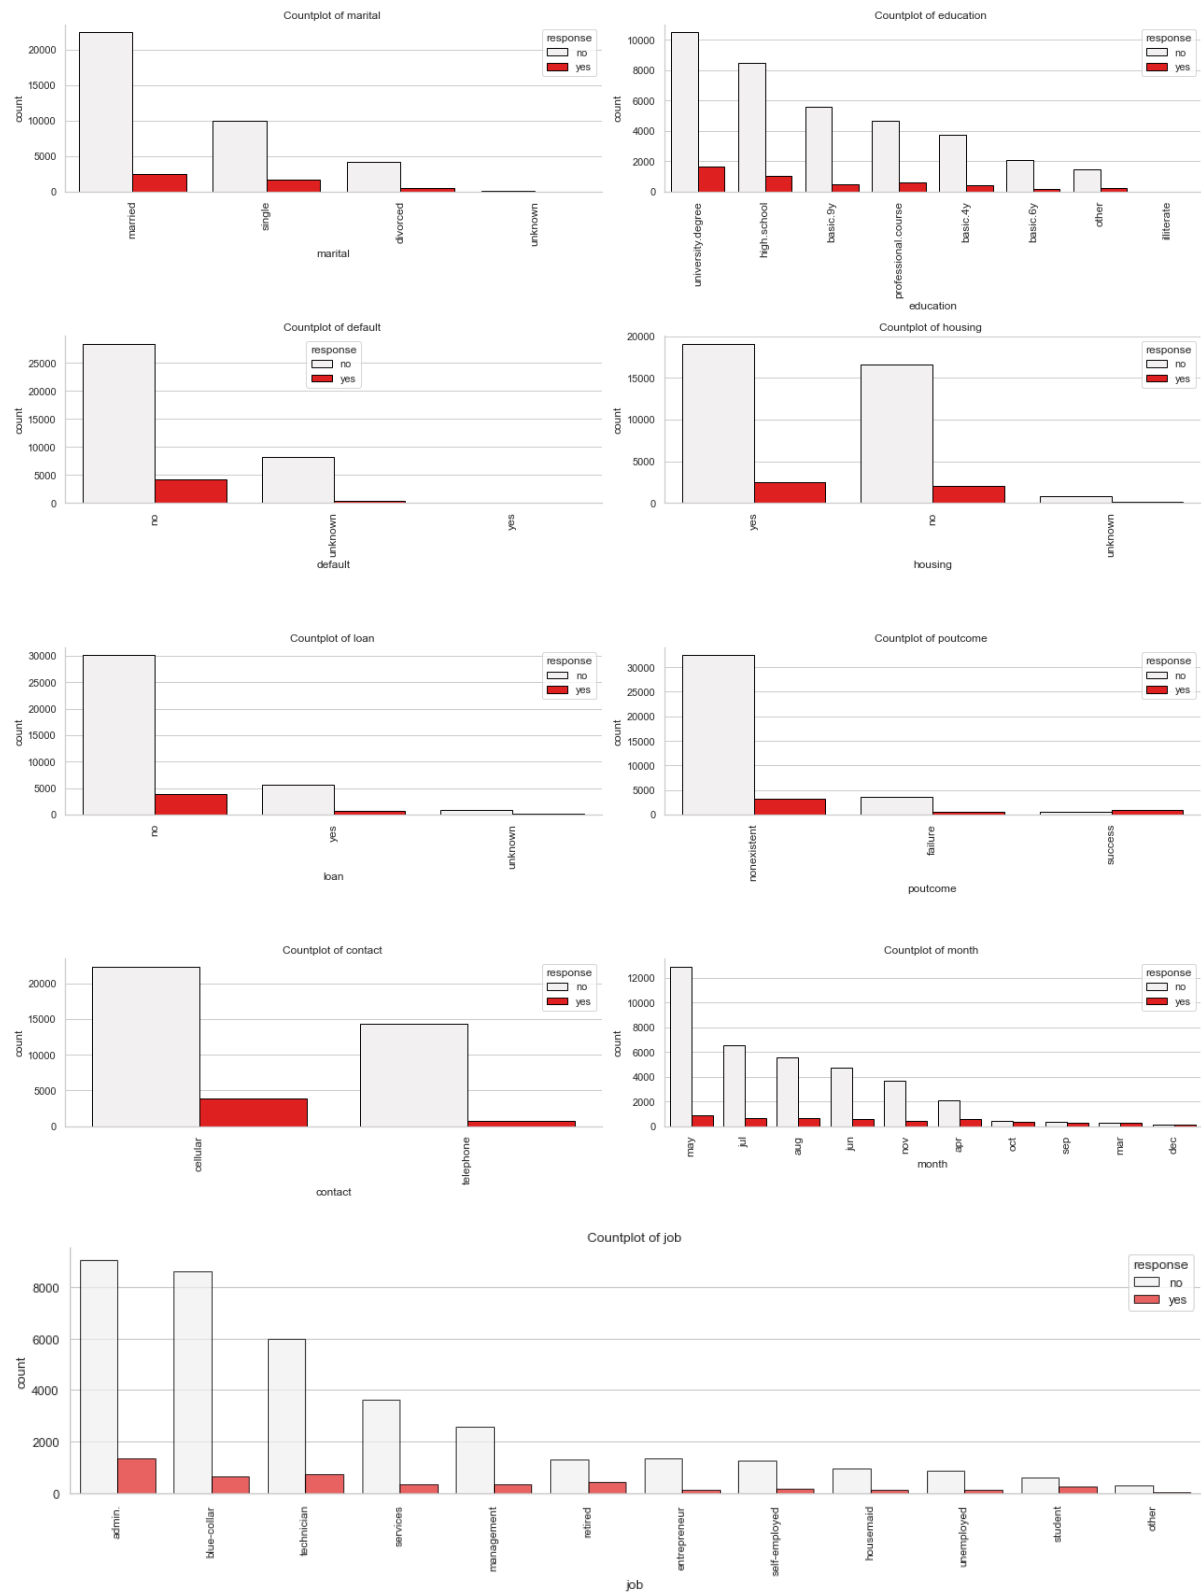 Countplot of marital
response
no
yes
20000
15000
10000
5000
0
count
married
single
divorced
unknown
marital
Countplot of education
response
no
yes
10000
8000
6000
4000
2000
0
count
university.degree
high.school
basic.9y
professional.course
basic.4y
basic.6y
other
illiterate
education
Countplot of default
response
no
yes
25000
20000
15000
10000
5000
0
count
no
unknown
yes
default
Countplot of housing
response
no
yes
20000
15000
10000
5000
0
count
yes
no
unknown
housing
Countplot of loan
response
no
yes
30000
25000
20000
15000
10000
5000
0
count
no
yes
unknown
loan
Countplot of poutcome
response
no
yes
30000
25000
20000
15000
10000
5000
0
count
nonexistent
failure
success
poutcome
Countplot of contact
response
no
yes
20000
15000
10000
5000
0
count
cellular
telephone
contact
Countplot of month
response
no
yes
12000
10000
8000
6000
4000
2000
0
count
may
jul
aug
jun
nov
apr
oct
sep
mar
dec
month
Countplot of job
response
no
yes
8000
6000
4000
2000
0
count
admin.
blue-collar
technician
services
management
retired
entrepreneur
self-employed
housemaid
unemployed
student
other
job